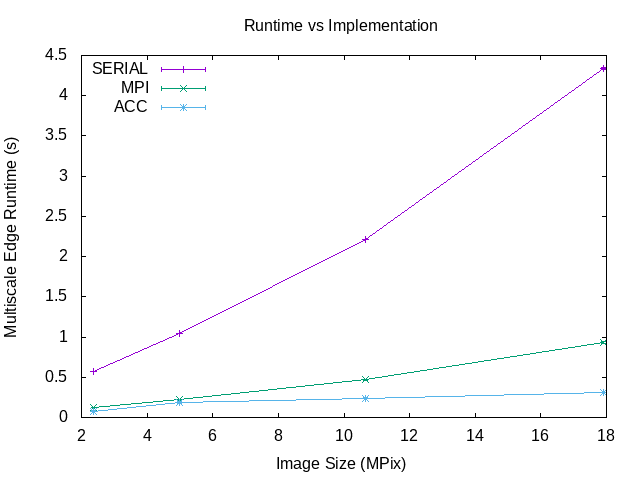 Runtime vs Implementation
Multiscale Edge Runtime (s)
4.5
4
3.5
3
2.5
2
1.5
1
0.5
0
SERIAL
MPI
ACC
2 4 6 8 10 12 14 16 18
Image Size (MPix)